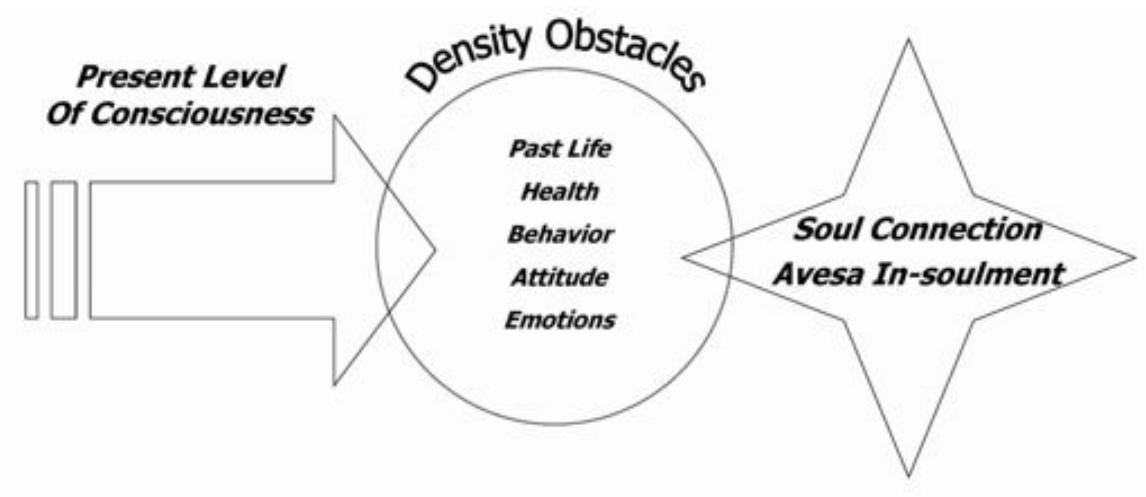 Present Level
Of Consciousness
Density Obstacles
Past Life
Health
Behavior
Attitude
Emotions
Soul Connection
Avesa In-soulment